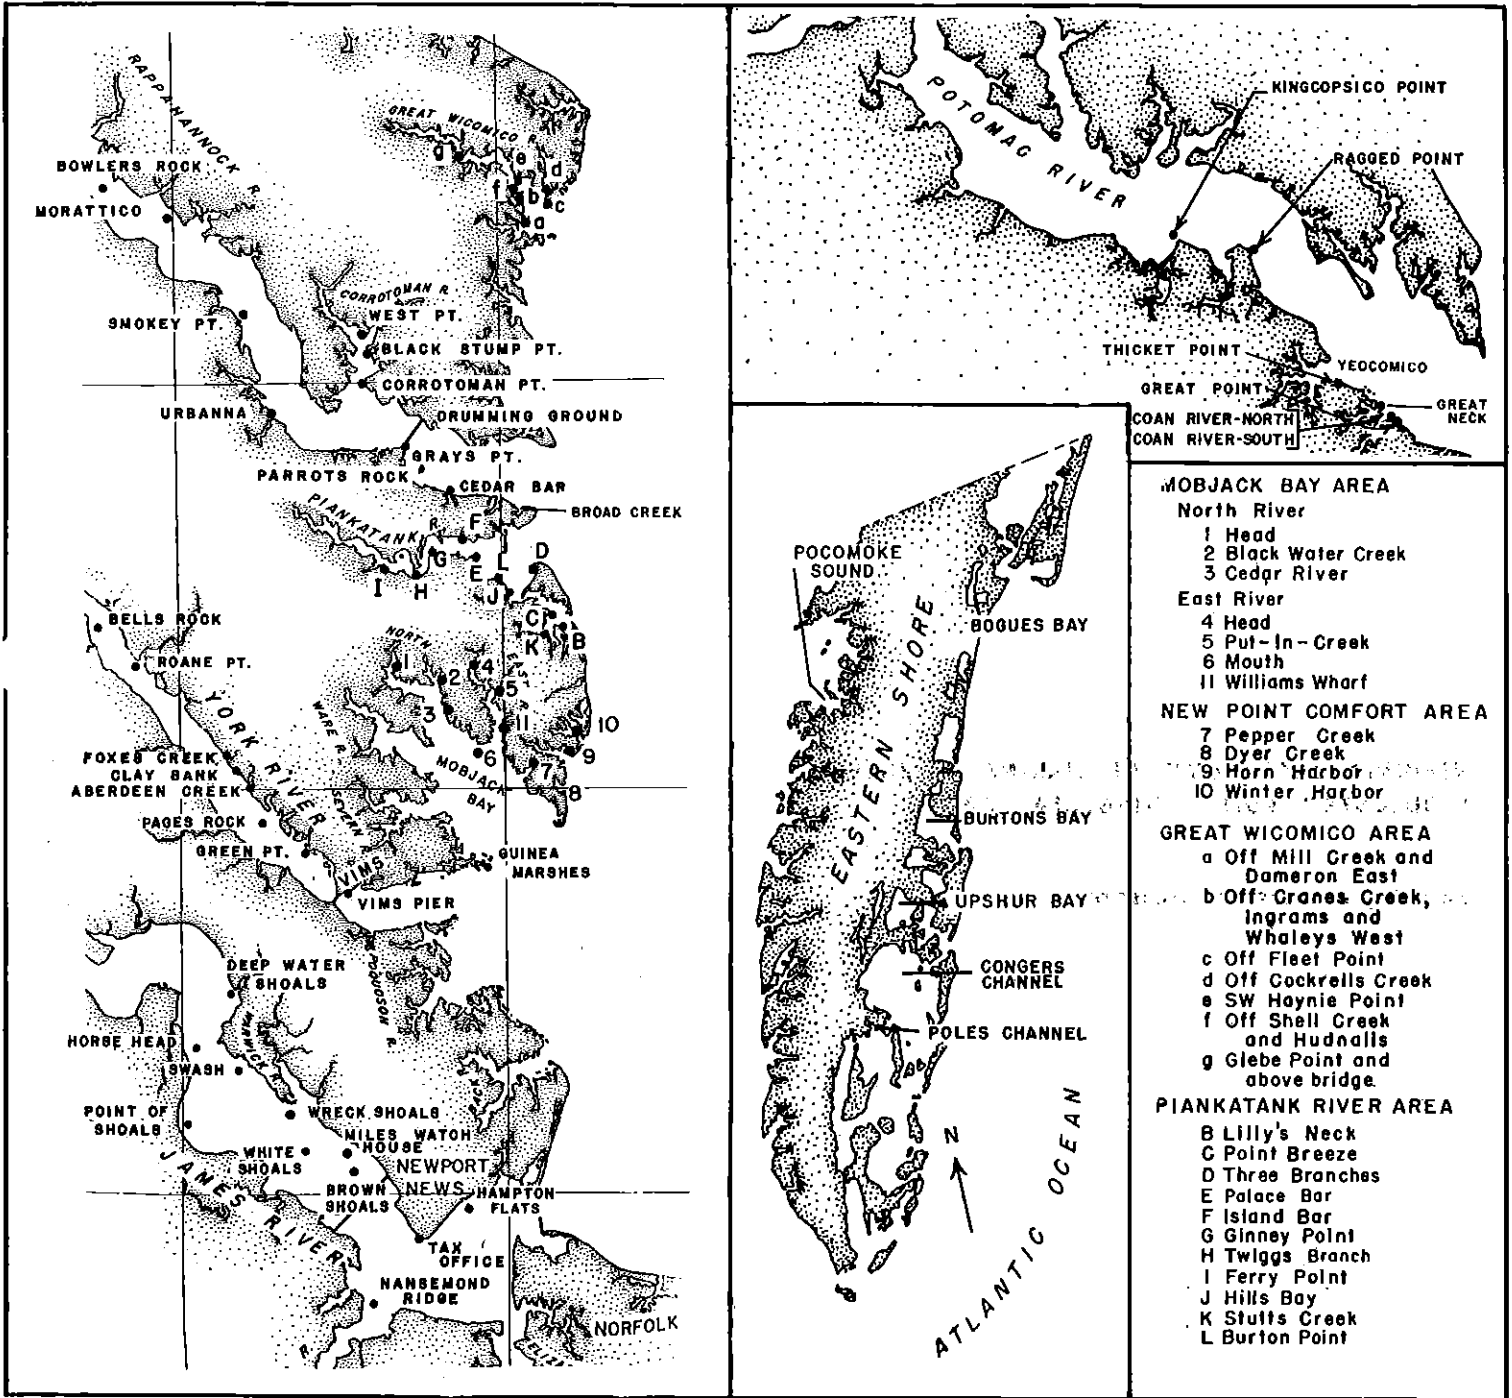 RAPPAHANNOCK R.
BOWLERS ROCK
MORATTICO
GREAT WICOMICO R.
g
e
d
f
b
c
a
SMOKEY PT.
CORROTOMAN R.
WEST PT.
BLACK STUMP PT.
CORROTOMAN PT.
URBANNA
DRUMMING GROUND
GRAYS PT.
PARROTS ROCK
CEDAR BAR
BROAD CREEK
PIANKATANK R.
F
G
E
L
D
I
H
J
C
K
B
BELLS ROCK
ROANE PT.
NORTH
1
2
3
4
EAST R.
5
11
6
10
9
7
8
WARE R.
MOBJACK
BAY
YORK RIVER
SEVERN R.
FOXES CREEK
CLAY BANK
ABERDEEN CREEK
PAGES ROCK
GREEN PT.
GUINEA
MARSHES
VIMS
VIMS PIER
POQUOSON R.
DEEP WATER
SHOALS
WARWICK R.
HORSE HEAD
SWASH
BACK
WRECK SHOALS
POINT OF
SHOALS
MILES WATCH
HOUSE
WHITE
SHOALS
NEWPORT
NEWS
BROWN
SHOALS
HAMPTON
FLATS
JAMES RIVER
TAX
OFFICE
NANSEMOND
RIDGE
R.
NORFOLK
ELIZ
POTOMAC RIVER
KINGCOPSICO POINT
RAGGED POINT
THICKET POINT
YEOCOMICO
GREAT POINT
GREAT
NECK
COAN RIVER-NORTH
COAN RIVER-SOUTH
POCOMOKE
SOUND
EASTERN SHORE
BOGUES BAY
BURTONS BAY
UPSHUR BAY
CONGERS
CHANNEL
POLES CHANNEL
N
ATLANTIC OCEAN
MOBJACK BAY AREA
North River
1 Head
2 Black Water Creek
3 Cedar River
East River
4 Head
5 Put-In-Creek
6 Mouth
11 Williams Wharf
NEW POINT COMFORT AREA
7 Pepper Creek
8 Dyer Creek
9 Horn Harbor
10 Winter Harbor
GREAT WICOMICO AREA
a Off Mill Creek and
Dameron East
b Off Cranes Creek,
Ingrams and
Whaleys West
c Off Fleet Point
d Off Cockrells Creek
e SW Haynie Point
f Off Shell Creek
and Hudnalls
g Glebe Point and
above bridge.
PIANKATANK RIVER AREA
B Lilly's Neck
C Point Breeze
D Three Branches
E Palace Bar
F Island Bar
G Ginney Point
H Twiggs Branch
I Ferry Point
J Hills Bay
K Stutts Creek
L Burton Point